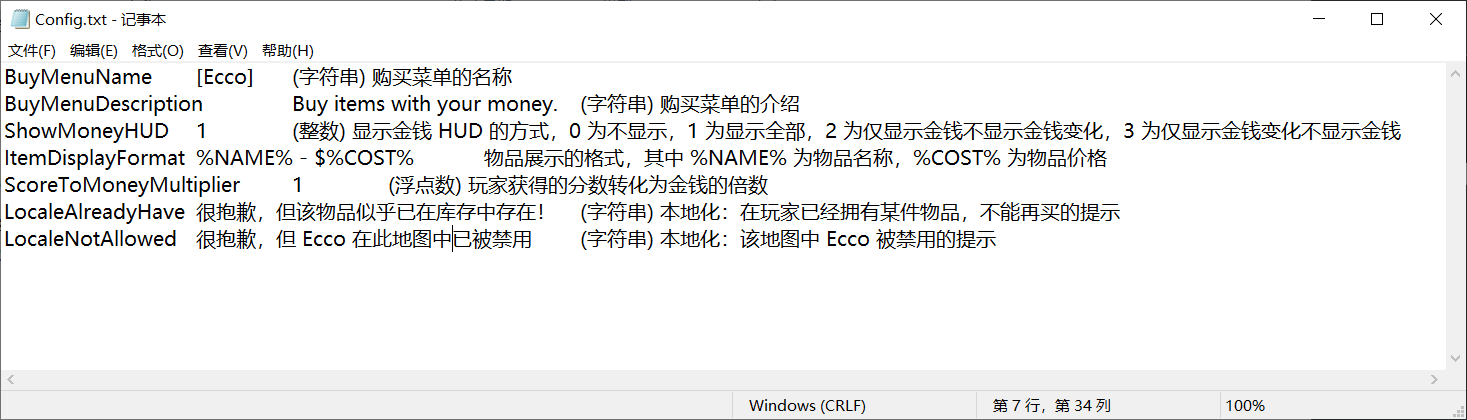 Config.txt - 记事本
文件(F) 编辑(E) 格式(O) 查看(V) 帮助(H)
BuyMenuName [Ecco] (字符串) 购买菜单的名称
BuyMenuDescription Buy items with your money. (字符串) 购买菜单的介绍
ShowMoneyHUD 1 (整数) 显示金钱 HUD 的方式，0 为不显示，1 为显示全部，2 为仅显示金钱不显示金钱变化，3 为仅显示金钱变化不显示金钱
ItemDisplayFormat %NAME% - $%COST% 物品展示的格式，其中 %NAME% 为物品名称，%COST% 为物品价格
ScoreToMoneyMultiplier 1 (浮点数) 玩家获得的分数转化为金钱的倍数
LocaleAlreadyHave 很抱歉，但该物品似乎已在库存中存在！ (字符串) 本地化：在玩家已经拥有某件物品，不能再买的提示
LocaleNotAllowed 很抱歉，但 Ecco 在此地图中已被禁用 (字符串) 本地化：该地图中 Ecco 被禁用的提示
Windows (CRLF) 第 7 行，第 34 列 100%